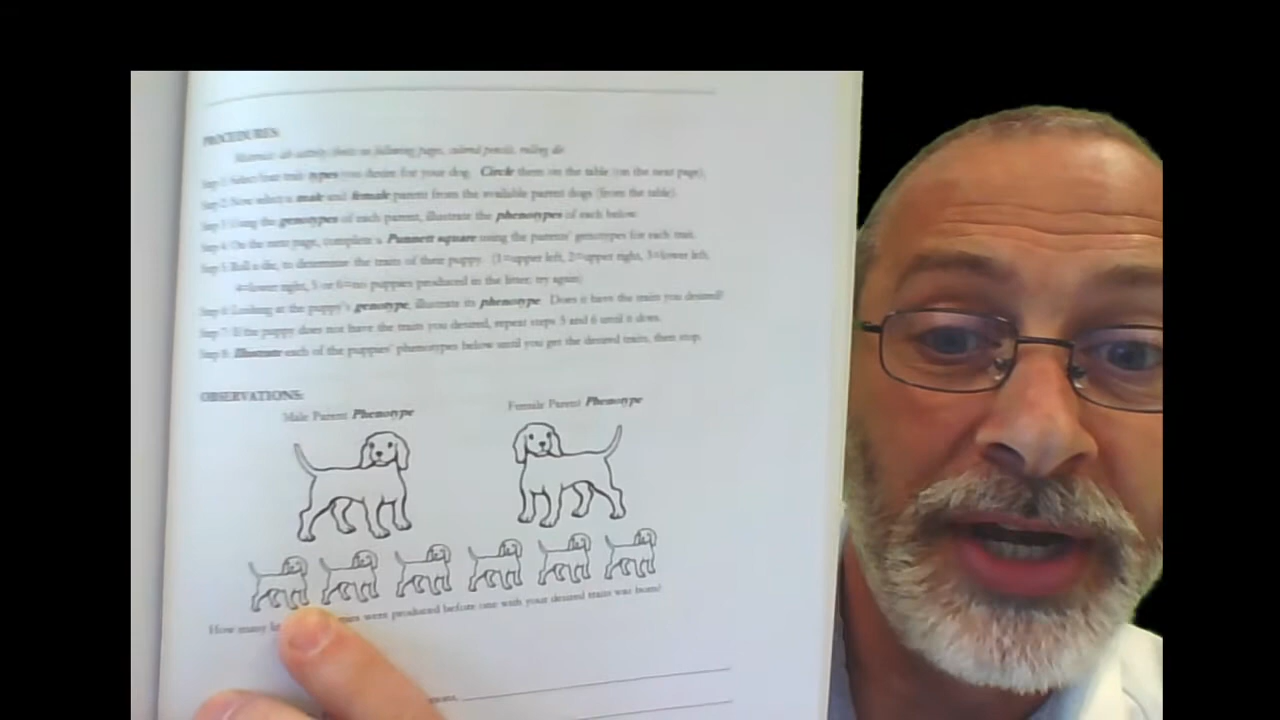 PROCEDURES
Materials: lab activity sheets on following pages, colored pencils, rolling die
Step 1: Select four trait types you desire for your dog. Circle them on the table (on the next page).
Step 2: Now select a male and female parent from the available parent dogs (from the table).
Step 3: Using the genotypes of each parent, illustrate the phenotypes of each below.
Step 4: On the next page, complete a Punnett square using the parents' genotypes for each trait.
Step 5: Roll a die, to determine the traits of there puppy. (1=upper left, 2=upper right, 3=lower left,
4=lower right, 5 or 6=no puppies produced in the litter; try again)
Step 6: Looking at the puppy's genotype, illustrate its phenotype. Does it have the traits you desired?
Step 7: If the puppy does not have the traits you desired, repeat steps 5 and 6 until it does.
Step 8: Illustrate each of the puppies' phenotypes below until you get the desired traits, then stop.
OBSERVATIONS:
Male Parent Phenotype
Female Parent Phenotype
How many were produced before one with your desired traits was born?